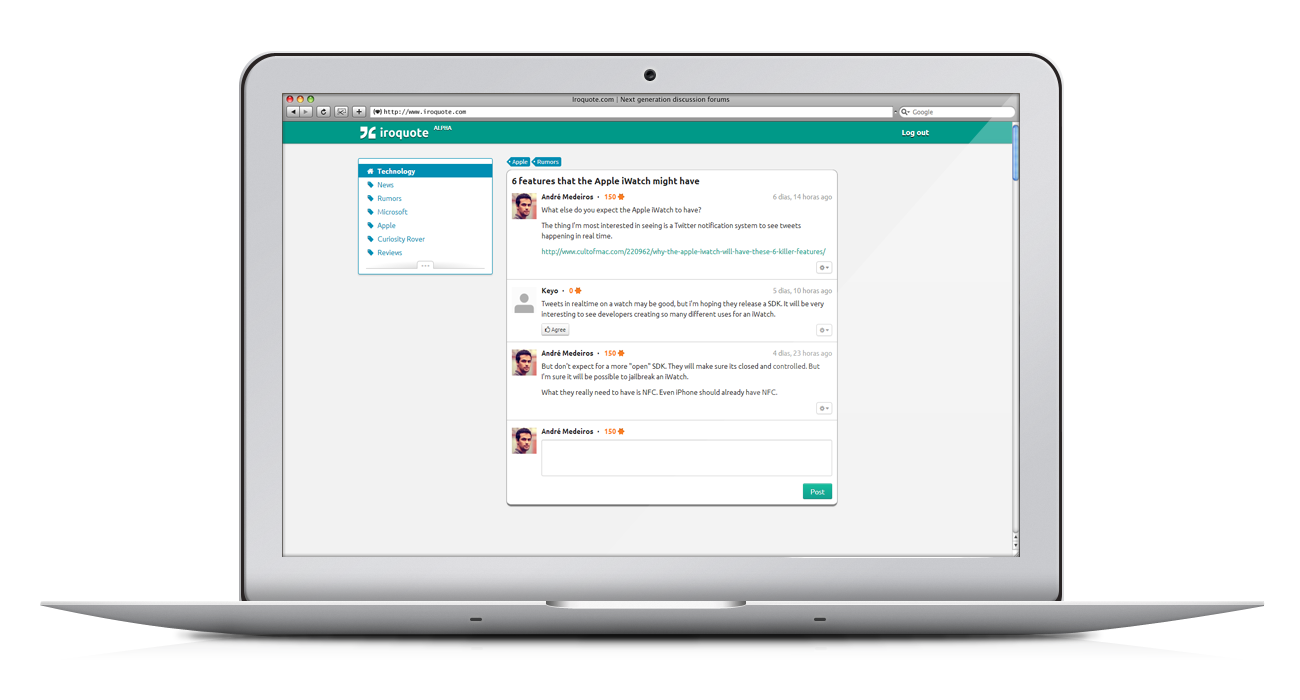 Iroquote.com | Next generation discussion forums
http://www.iroquote.com
Google
iroquote ALPHA
Log out
Technology
News
Rumors
Microsoft
Apple
Curiosity Rover
Reviews
Apple
Rumors
6 features that the Apple iWatch might have
André Medeiros • 150
6 dias, 14 horas ago
What else do you expect the Apple iWatch to have?
The thing I'm most interested in seeing is a Twitter notification system to see tweets
happening in real time.
http://www.cultofmac.com/220962/why-the-apple-iwatch-will-have-these-6-killer-features/
Keyo • 0
5 dias, 10 horas ago
Tweets in realtime on a watch may be good, but i'm hoping they release a SDK. It will be very
interesting to see developers creating so many different uses for an iWatch.
Agree
André Medeiros • 150
4 dias, 23 horas ago
But don't expect for a more "open" SDK. They will make sure its closed and controlled. But
I'm sure it will be possible to jailbreak an iWatch.
What they really need to have is NFC. Even iPhone should already have NFC.
André Medeiros • 150
Post